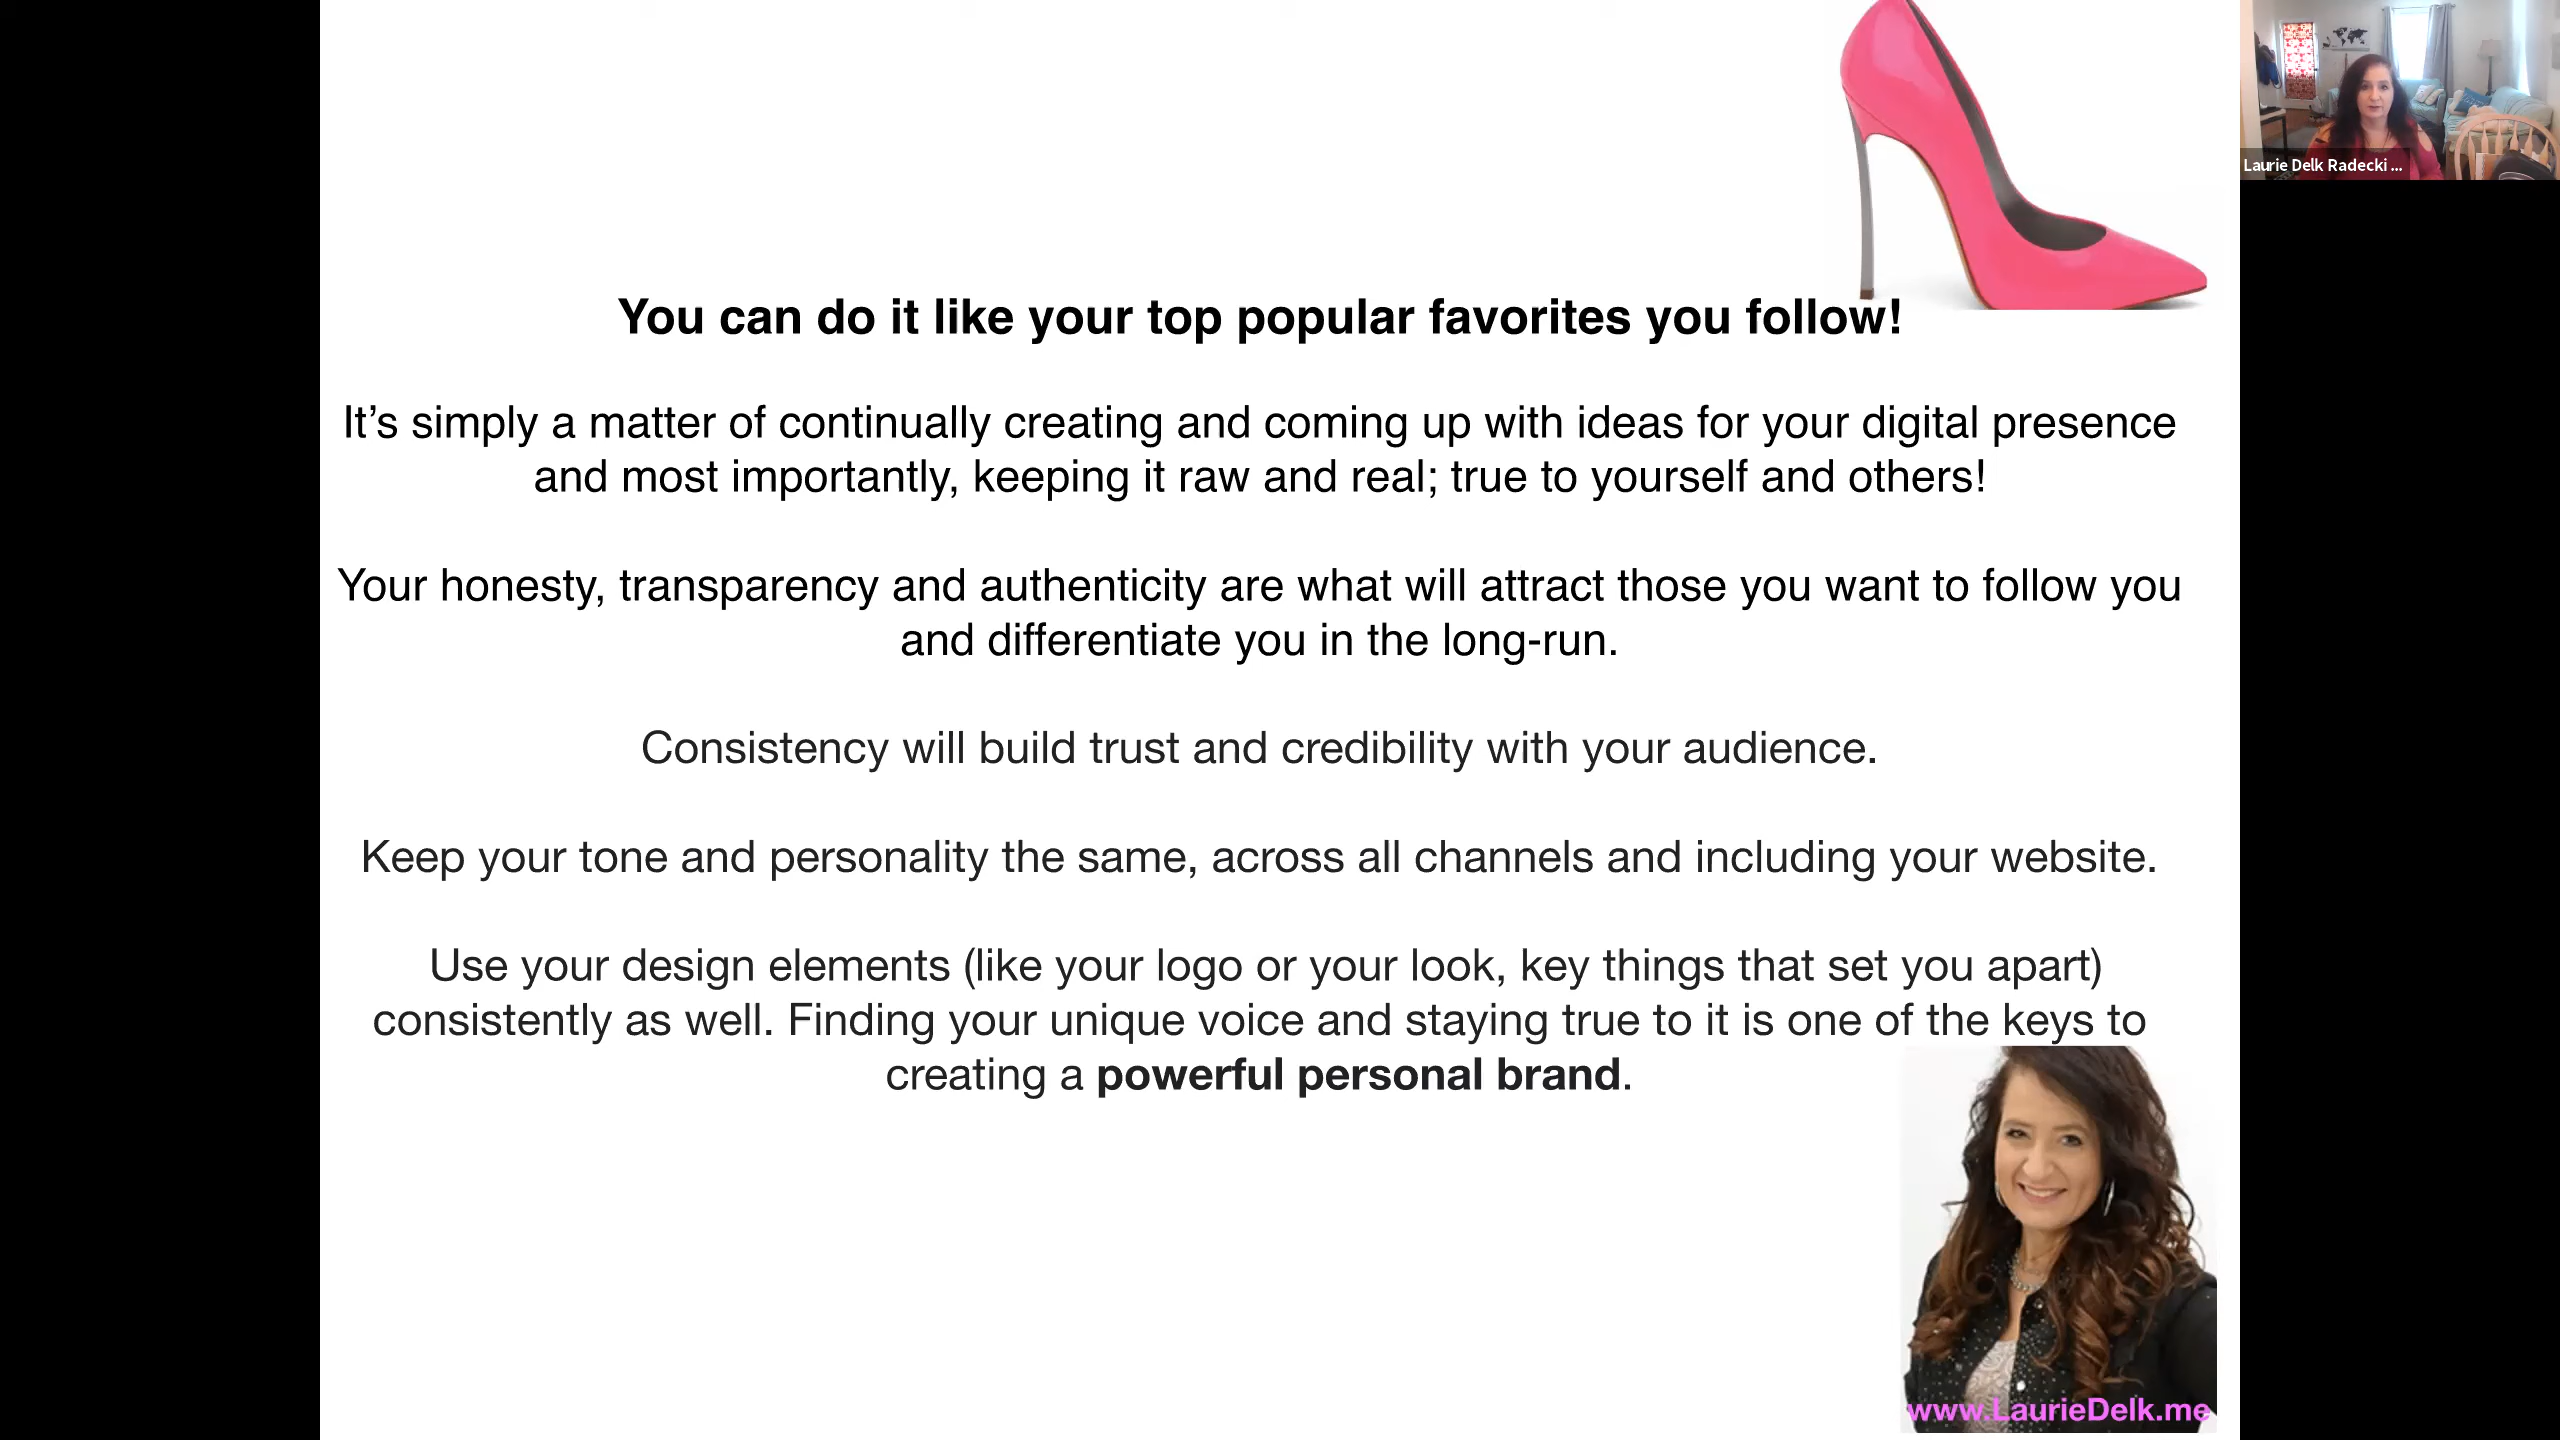 Laurie Delk Radecki ...
You can do it like your top popular favorites you follow!
It’s simply a matter of continually creating and coming up with ideas for your digital presence
and most importantly, keeping it raw and real; true to yourself and others!
Your honesty, transparency and authenticity are what will attract those you want to follow you
and differentiate you in the long-run.
Consistency will build trust and credibility with your audience.
Keep your tone and personality the same, across all channels and including your website.
Use your design elements (like your logo or your look, key things that set you apart)
consistently as well. Finding your unique voice and staying true to it is one of the keys to
creating a powerful personal brand.
www.LaurieDelk.me